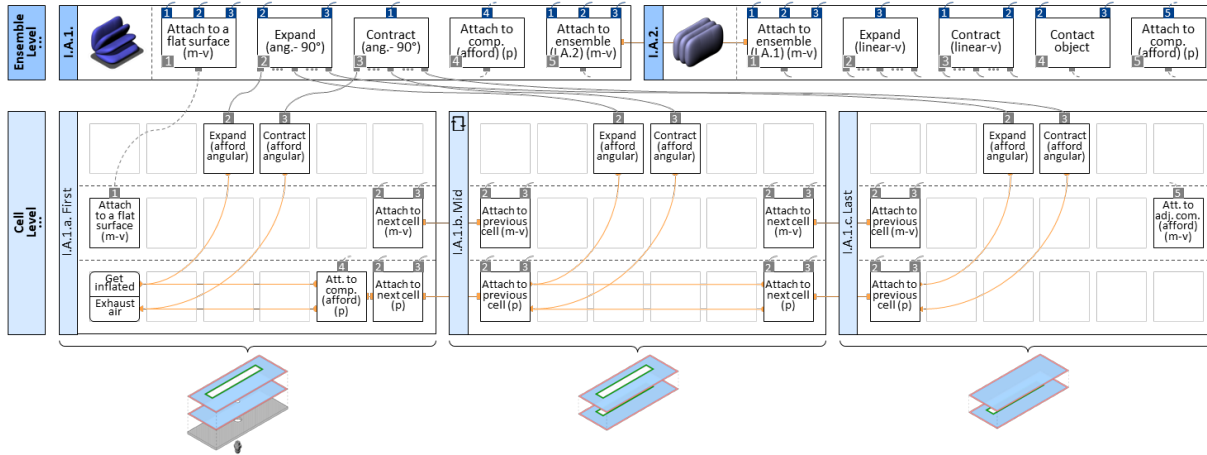 Ensemble
Level
...
I.A.1.
1 2 3
Attach to a
flat surface
(m-v)
1
2 3
Expand
(ang.- 90°)
2 ... ...
1
Contract
(ang.- 90°)
3 ... ...
4
Attach to
comp.
(afford) (p)
4
1 2 3
Attach to
ensemble
(I.A.2) (m-v)
5
I.A.2.
1 2 3
Attach to
ensemble
(I.A.1) (m-v)
1
3
Expand
(linear-v)
2 ... ...
1
Contract
(linear-v)
3 ... ...
2
Contact
object
4
5
Attach to
comp.
(afford) (p)
5
Cell
Level
...
I.A.1.a. First
2
Expand
(afford
angular)
3
Contract
(afford
angular)
1
Attach
to a flat
surface
(m-v)
2 3
Attach to
next cell
(m-v)
Get
inflated
Exhaust
air
4
Att. to
comp.
(afford)
(p)
2 3
Attach to
next cell
(p)
I.A.1.b. Mid
2
Expand
(afford
angular)
3
Contract
(afford
angular)
2 3
Attach to
previous
cell (m-v)
2 3
Attach to
next cell
(m-v)
2 3
Attach to
previous
cell (p)
2 3
Attach to
next cell
(p)
I.A.1.c. Last
2
Expand
(afford
angular)
3
Contract
(afford
angular)
2 3
Attach to
previous
cell (m-v)
5
Att. to
adj. com.
(afford)
(m-v)
2 3
Attach to
previous
cell (p)